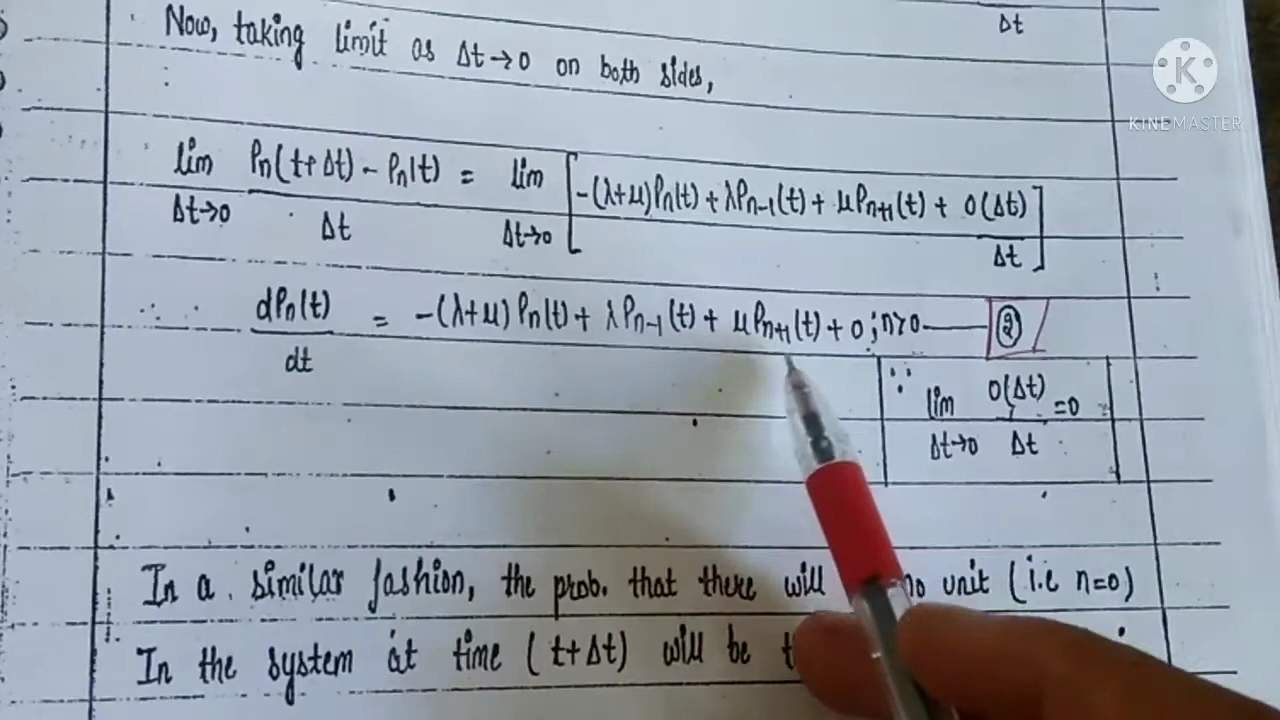 Δt
Now, taking limit as Δt→0 on both sides,
KINEMASTER
lim Pn(t+Δt) - Pn(t) = lim [-(λ+μ)Pn(t) + λPn-1(t) + μPn+1(t) + 0(Δt)]
Δt→0 Δt Δt→0 Δt
∴ dPn(t) = -(λ+μ) Pn(t) + λPn-1(t) + μPn+1(t) + 0 ; n>0 ②
dt
∵ lim 0(Δt) =0
Δt→0 Δt
In a similar fashion, the prob. that there will no unit (i.e n=0)
In the system at time (t+Δt) will be